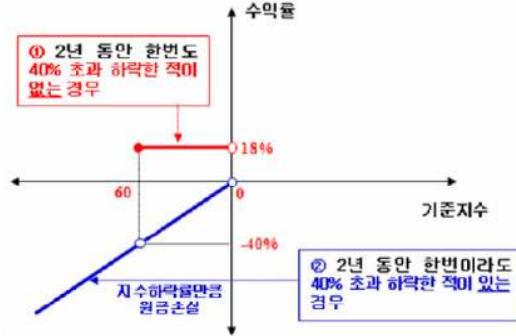 수익률
① 2년 동안 한번도
40% 초과 하락한 적이
없는 경우
18%
60
0
기준지수
-40%
지수하락률만큼
원금손실
② 2년 동안 한번이라도
40% 초과 하락한 적이 있는
경우